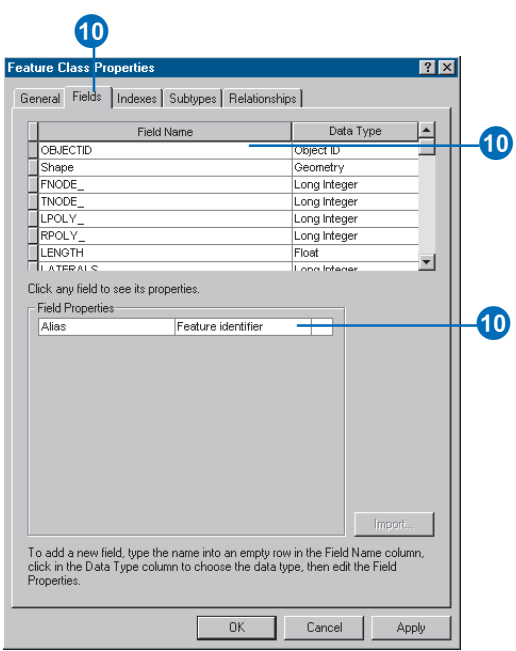 10
Feature Class Properties
General Fields Indexes Subtypes Relationships
Field Name Data Type
10
OBJECTID Object ID
Shape Geometry
FNODE_ Long Integer
TNODE_ Long Integer
LPOLY_ Long Integer
RPOLY_ Long Integer
LENGTH Float
LATERALS Long Integer
Click any field to see its properties.
Field Properties
Alias Feature identifier
10
Import...
To add a new field, type the name into an empty row in the Field Name column,
click in the Data Type column to choose the data type, then edit the Field
Properties.
OK Cancel Apply